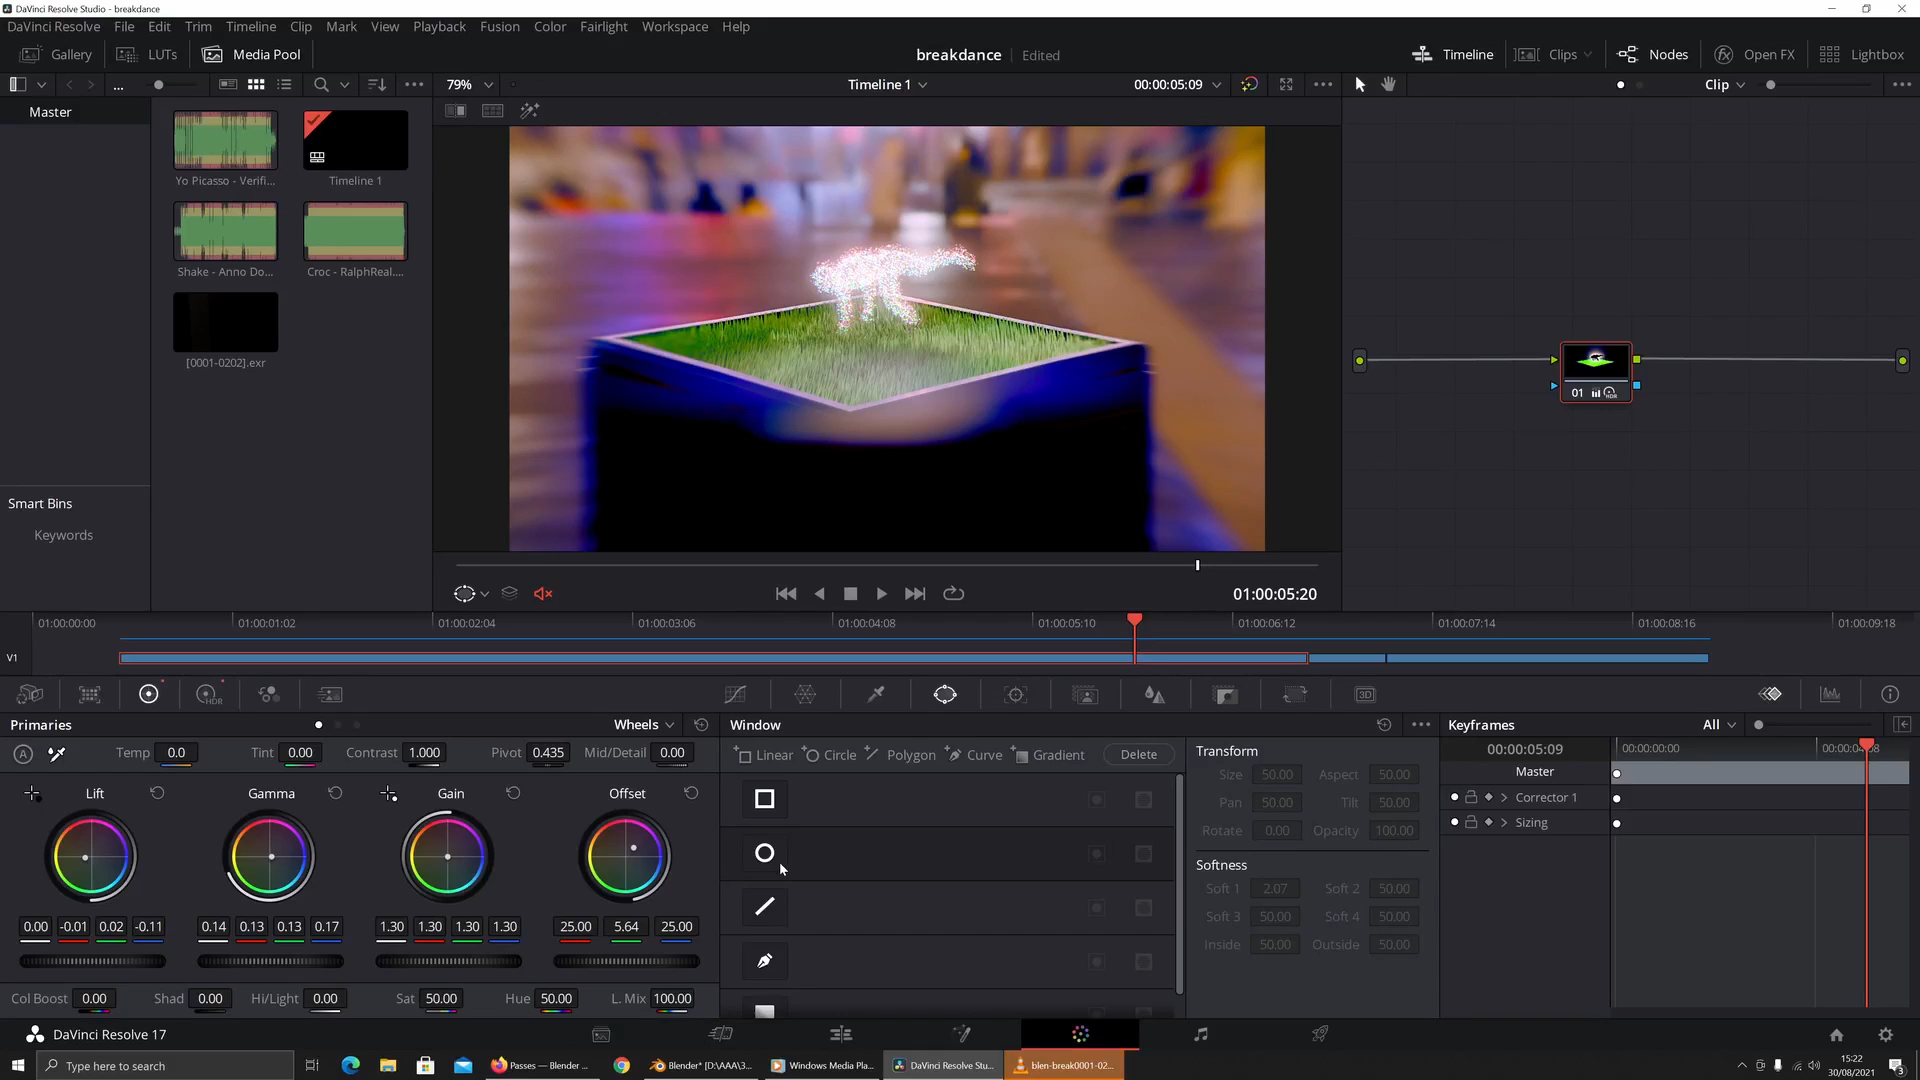 DaVinci Resolve Studio - breakdance
DaVinci Resolve File Edit Trim Timeline Clip Mark View Playback Fusion Color Fairlight Workspace Help
Gallery LUTs Media Pool breakdance Edited Timeline Clips Nodes Open FX Lightbox
... 79% Timeline 1 00:00:05:09 Clip
Master
Yo Picasso - Verifi... Timeline 1
Shake - Anno Do... Croc - RalphReal....
[0001-0202].exr
01
HDR
Smart Bins
Keywords
01:00:05:20
01:00:00:00 01:00:01:02 01:00:02:04 01:00:03:06 01:00:04:08 01:00:05:10 01:00:06:12 01:00:07:14 01:00:08:16 01:00:09:18
V1
HDR 3D
Primaries Wheels Window Keyframes All
A Temp 0.0 Tint 0.00 Contrast 1.000 Pivot 0.435 Mid/Detail 0.00
Linear Circle Polygon Curve Gradient Delete
Transform
Size 50.00 Aspect 50.00
Pan 50.00 Tilt 50.00
Rotate 0.00 Opacity 100.00
Softness
Soft 1 2.07 Soft 2 50.00
Soft 3 50.00 Soft 4 50.00
Inside 50.00 Outside 50.00
00:00:05:09 00:00:00:00
Master
Corrector 1
Sizing
Lift Gamma Gain Offset
0.00 -0.01 0.02 -0.11 0.14 0.13 0.13 0.17 1.30 1.30 1.30 1.30 25.00 5.64 25.00
Col Boost 0.00 Shad 0.00 Hi/Light 0.00 Sat 50.00 Hue 50.00 L. Mix 100.00
DaVinci Resolve 17
Type here to search
Passes — Blender ... Blender* [D:\AAA\3... Windows Media Pla... DaVinci Resolve Stu... blen-break0001-02...
15:22
30/08/2021
3